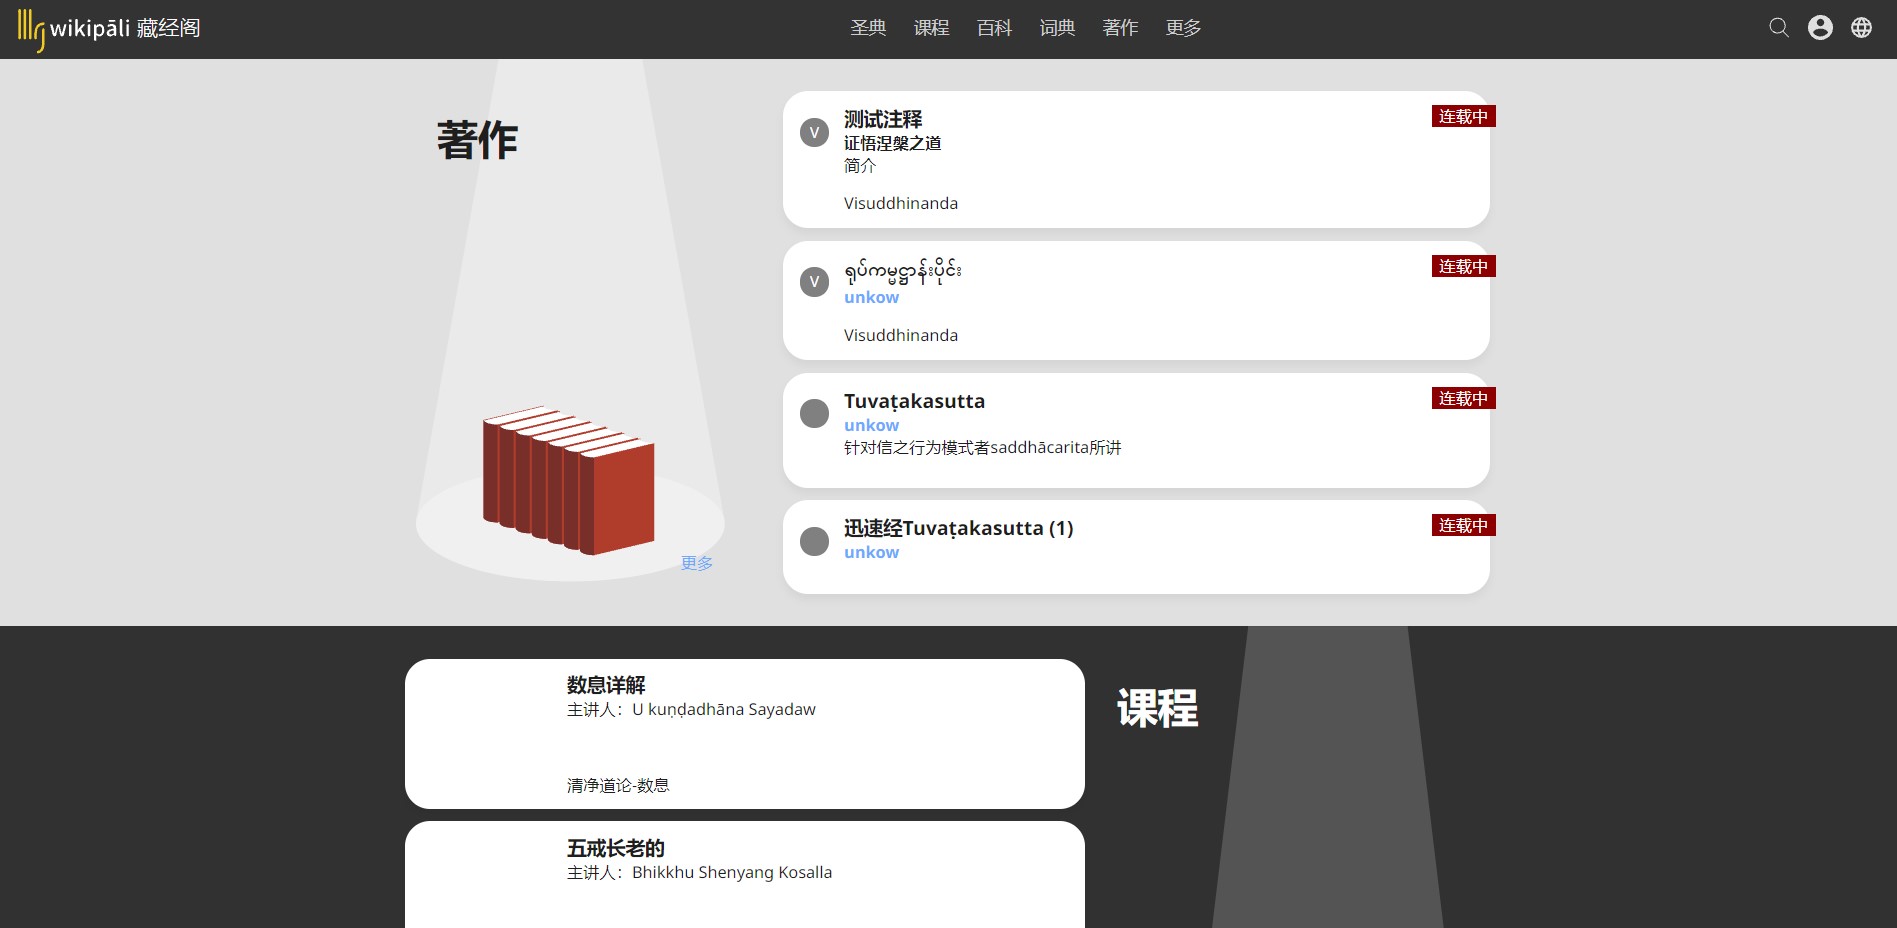 wikipāli 藏经阁
圣典 课程 百科 词典 著作 更多
著作
V
测试注释
连载中
证悟涅槃之道
简介
Visuddhinanda
V
ရုပ်ကမ္မဋ္ဌာန်းပိုင်း
连载中
unkow
Visuddhinanda
Tuvaṭakasutta
连载中
unkow
针对信之行为模式者saddhācarita所讲
迅速经Tuvaṭakasutta (1)
连载中
unkow
更多
数息详解
主讲人：U kuṇḍadhāna Sayadaw
清净道论-数息
课程
五戒长老的
主讲人：Bhikkhu Shenyang Kosalla